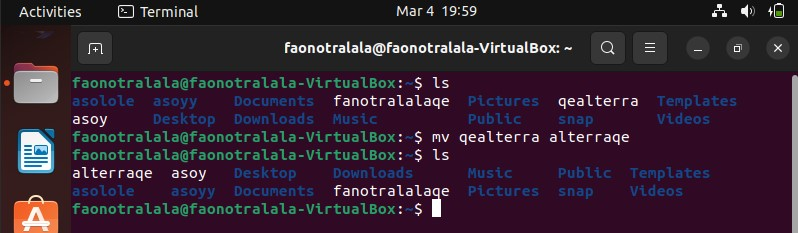 Activities Terminal Mar 4 19:59
faonotralala@faonotralala-VirtualBox: ~
faonotralala@faonotralala-VirtualBox:~$ ls
asolole asoyy Documents fanotralalaqe Pictures qealterra Templates
asoy Desktop Downloads Music Public snap Videos
faonotralala@faonotralala-VirtualBox:~$ mv qealterra alterraqe
faonotralala@faonotralala-VirtualBox:~$ ls
alterraqe asoy Desktop Downloads Music Public Templates
asolole asoyy Documents fanotralalaqe Pictures snap Videos
faonotralala@faonotralala-VirtualBox:~$